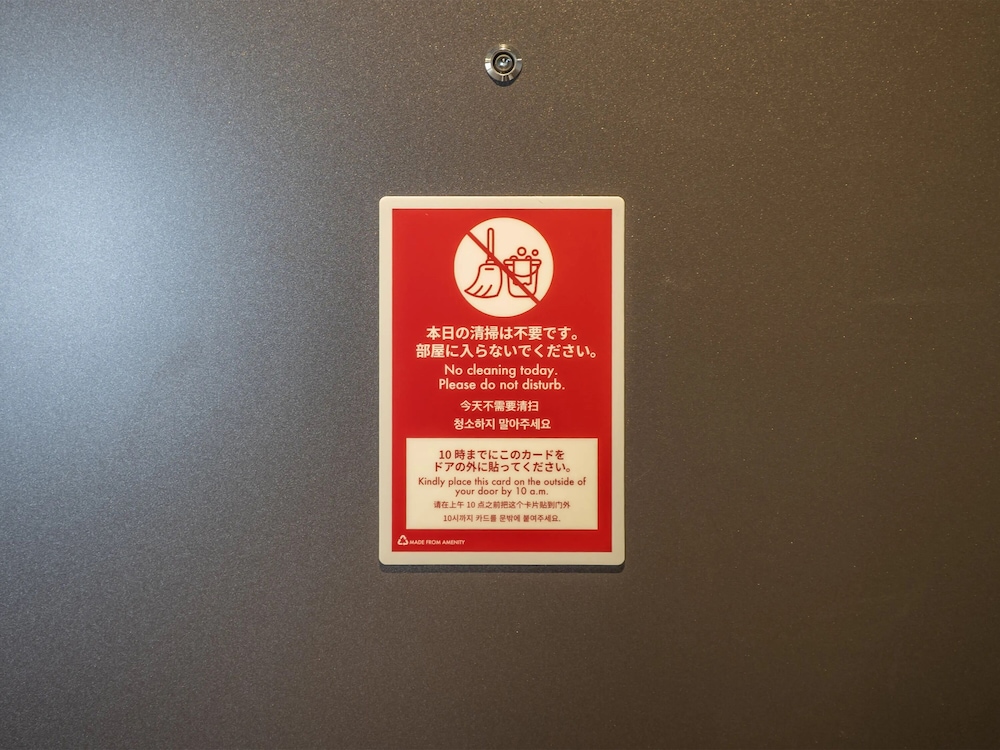 本日の清掃は不要です。
部屋に入らないでください。
No cleaning today.
Please do not disturb.
今天不需要清扫
청소하지 말아주세요
10 時までにこのカードを
ドアの外に貼ってください。
Kindly place this card on the outside of
your door by 10 a.m.
请在上午 10 点之前把这个卡片贴到门外
10시까지 카드를 문밖에 붙여주세요.
MADE FROM AMENITY